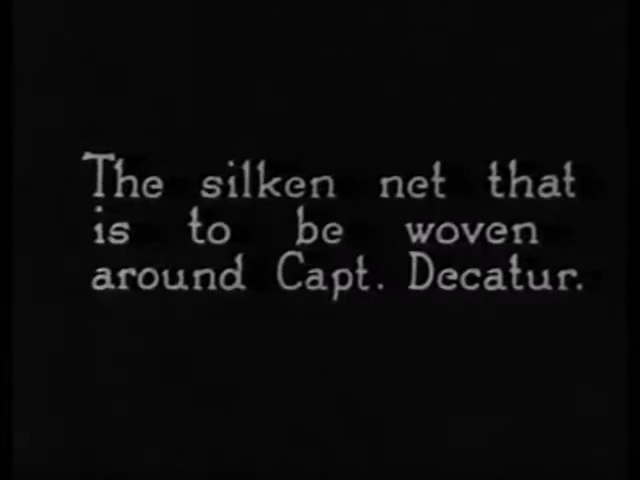 The silken net that
is to be woven
around Capt. Decatur.